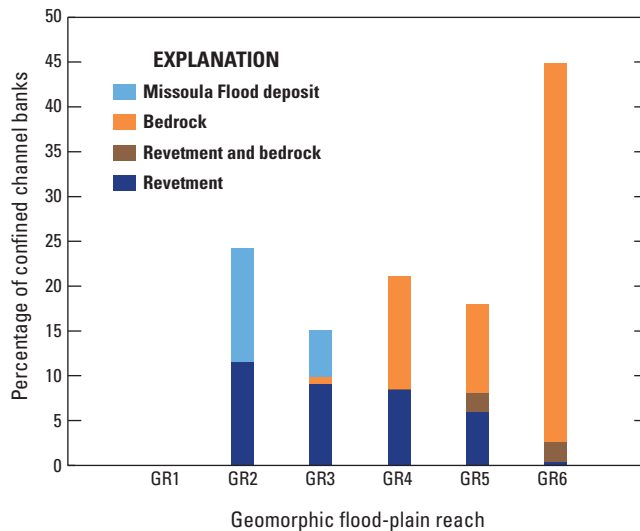 50
45
40
35
30
25
20
15
10
5
0
Percentage of confined channel banks
EXPLANATION
Missoula Flood deposit
Bedrock
Revetment and bedrock
Revetment
GR1 GR2 GR3 GR4 GR5 GR6
Geomorphic flood-plain reach